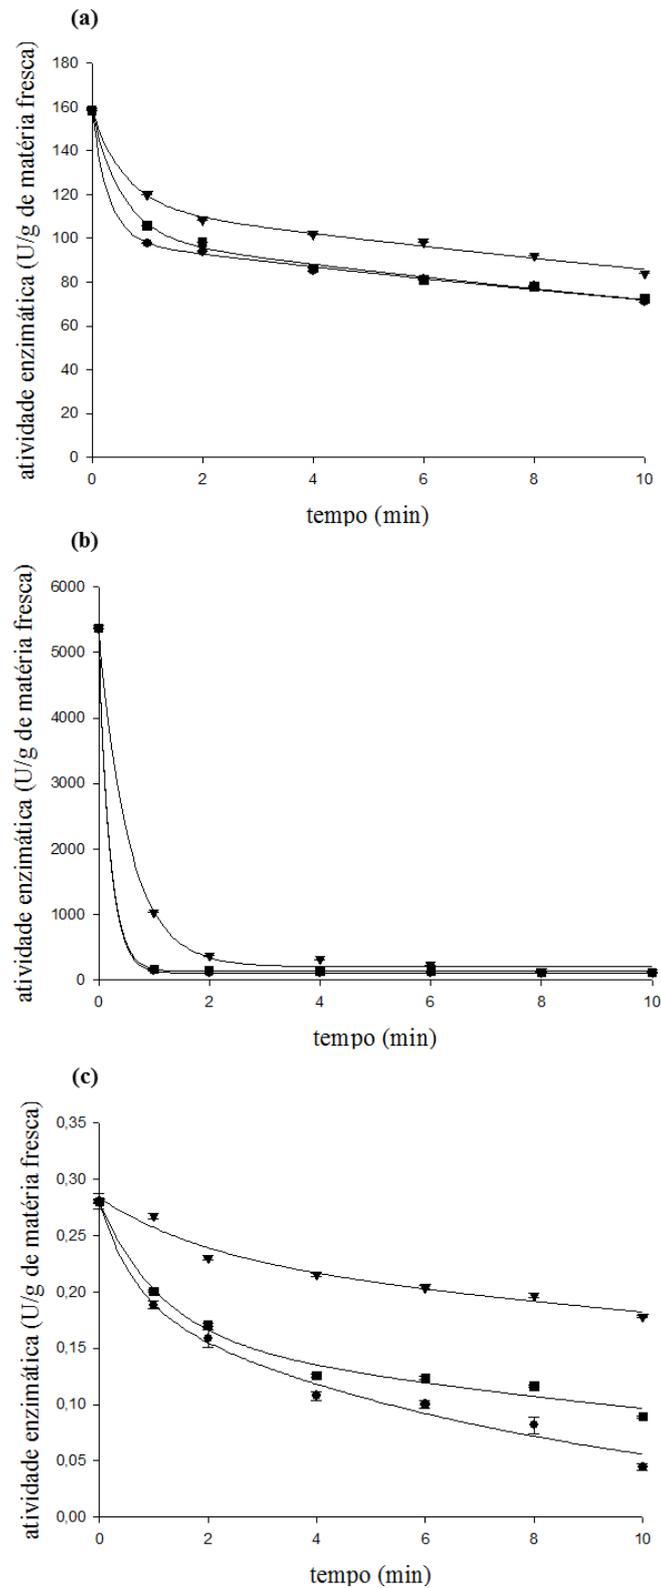 (a)
atividade enzimática (U/g de matéria fresca)
180
160
140
120
100
80
60
40
20
0
0 2 4 6 8 10
tempo (min)
(b)
atividade enzimática (U/g de matéria fresca)
6000
5000
4000
3000
2000
1000
0
0 2 4 6 8 10
tempo (min)
(c)
atividade enzimática (U/g de matéria fresca)
0,35
0,30
0,25
0,20
0,15
0,10
0,05
0,00
0 2 4 6 8 10
tempo (min)